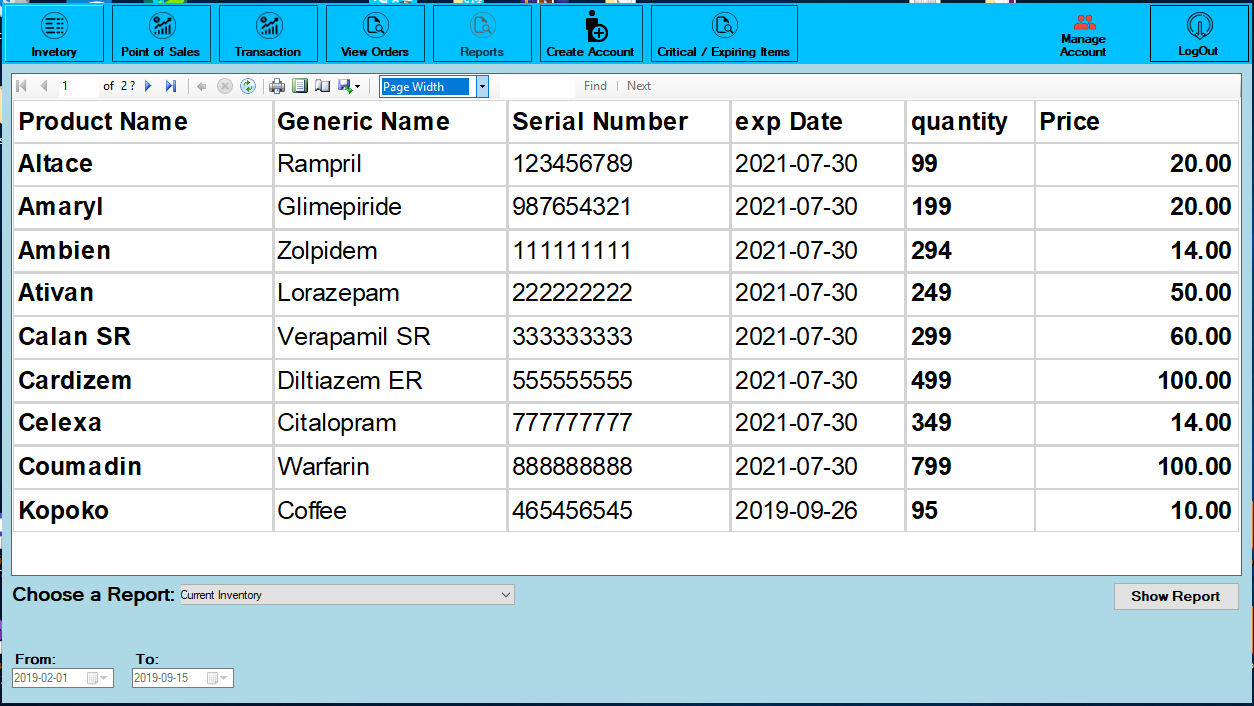 Invetory Point of Sales Transaction View Orders Reports Create Account Critical / Expiring Items Manage Account LogOut
1 of 2 ? Page Width Find | Next
Product Name Generic Name Serial Number exp Date quantity Price
Altace Rampril 123456789 2021-07-30 99 20.00
Amaryl Glimepiride 987654321 2021-07-30 199 20.00
Ambien Zolpidem 111111111 2021-07-30 294 14.00
Ativan Lorazepam 222222222 2021-07-30 249 50.00
Calan SR Verapamil SR 333333333 2021-07-30 299 60.00
Cardizem Diltiazem ER 555555555 2021-07-30 499 100.00
Celexa Citalopram 777777777 2021-07-30 349 14.00
Coumadin Warfarin 888888888 2021-07-30 799 100.00
Kopoko Coffee 465456545 2019-09-26 95 10.00
Choose a Report: Current Inventory Show Report
From: To:
2019-02-01 2019-09-15